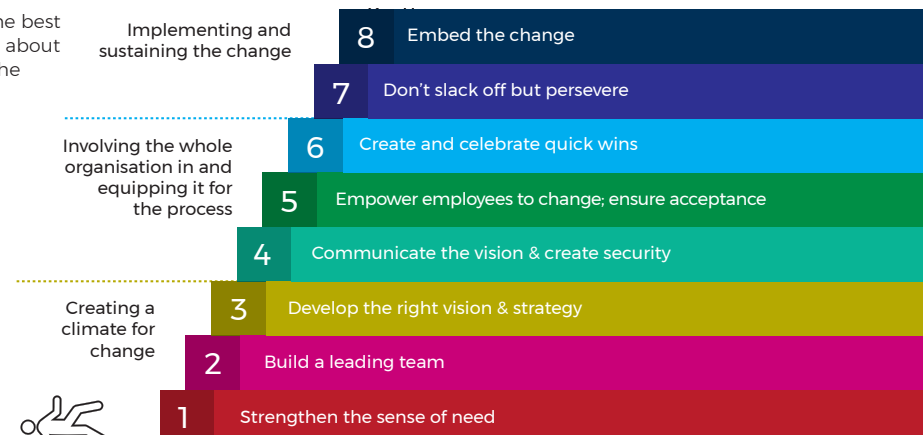 he best
about
he
Implementing and
sustaining the change
8 Embed the change
7 Don't slack off but persevere
Involving the whole
organisation in and
equipping it for
the process
6 Create and celebrate quick wins
5 Empower employees to change; ensure acceptance
4 Communicate the vision & create security
Creating a
climate for
change
3 Develop the right vision & strategy
2 Build a leading team
1 Strengthen the sense of need